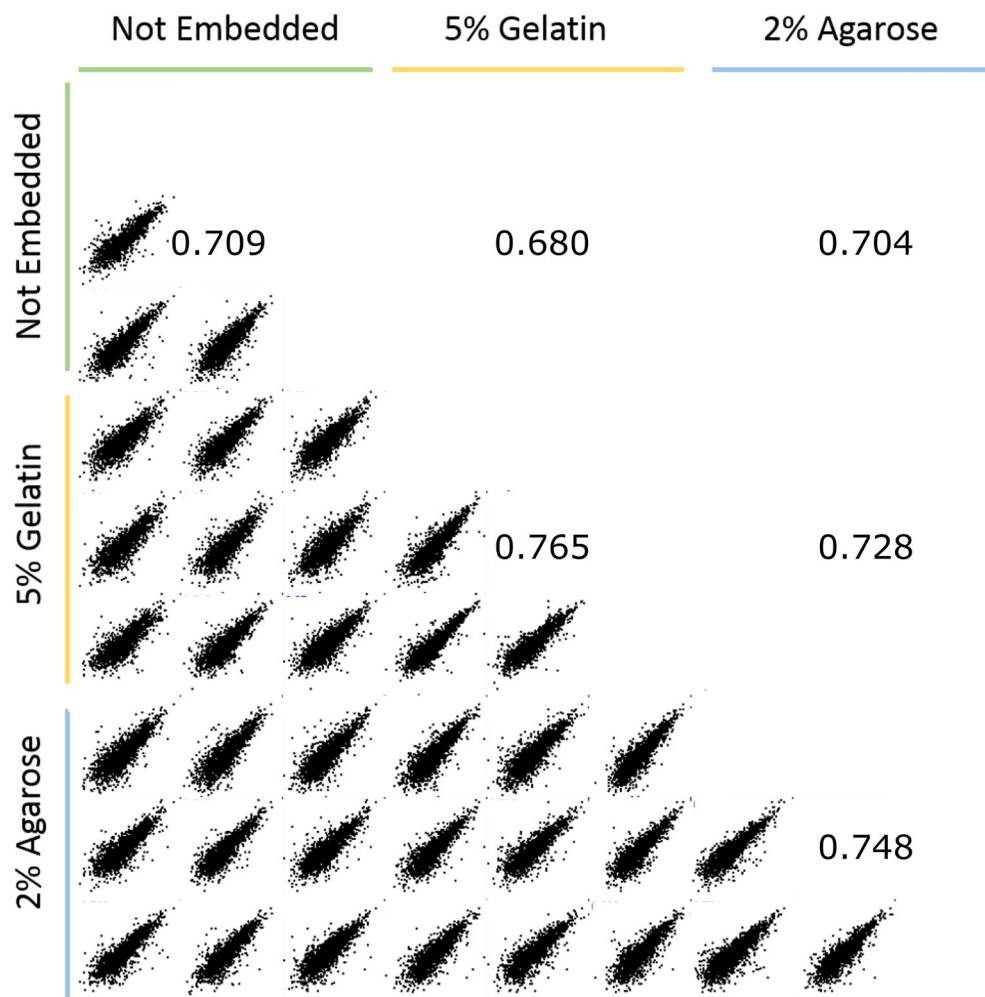 Not Embedded 5% Gelatin 2% Agarose
Not Embedded
0.709 0.680 0.704
5% Gelatin
0.765 0.728
2% Agarose
0.748